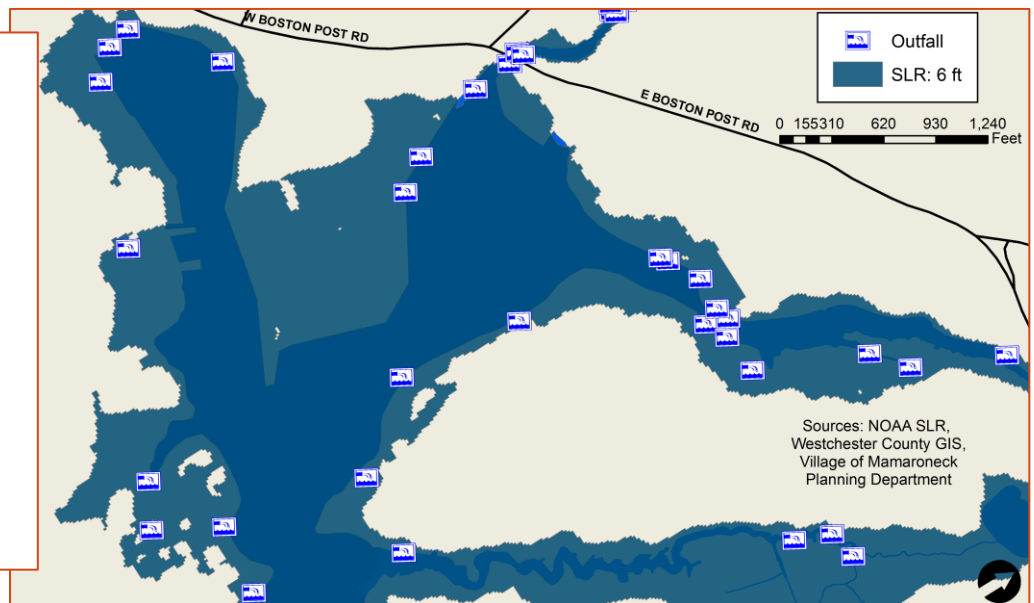 W BOSTON POST RD
E BOSTON POST RD
Outfall
SLR: 6 ft
0 155310 620 930 1,240
Feet
Sources: NOAA SLR,
Westchester County GIS,
Village of Mamaroneck
Planning Department